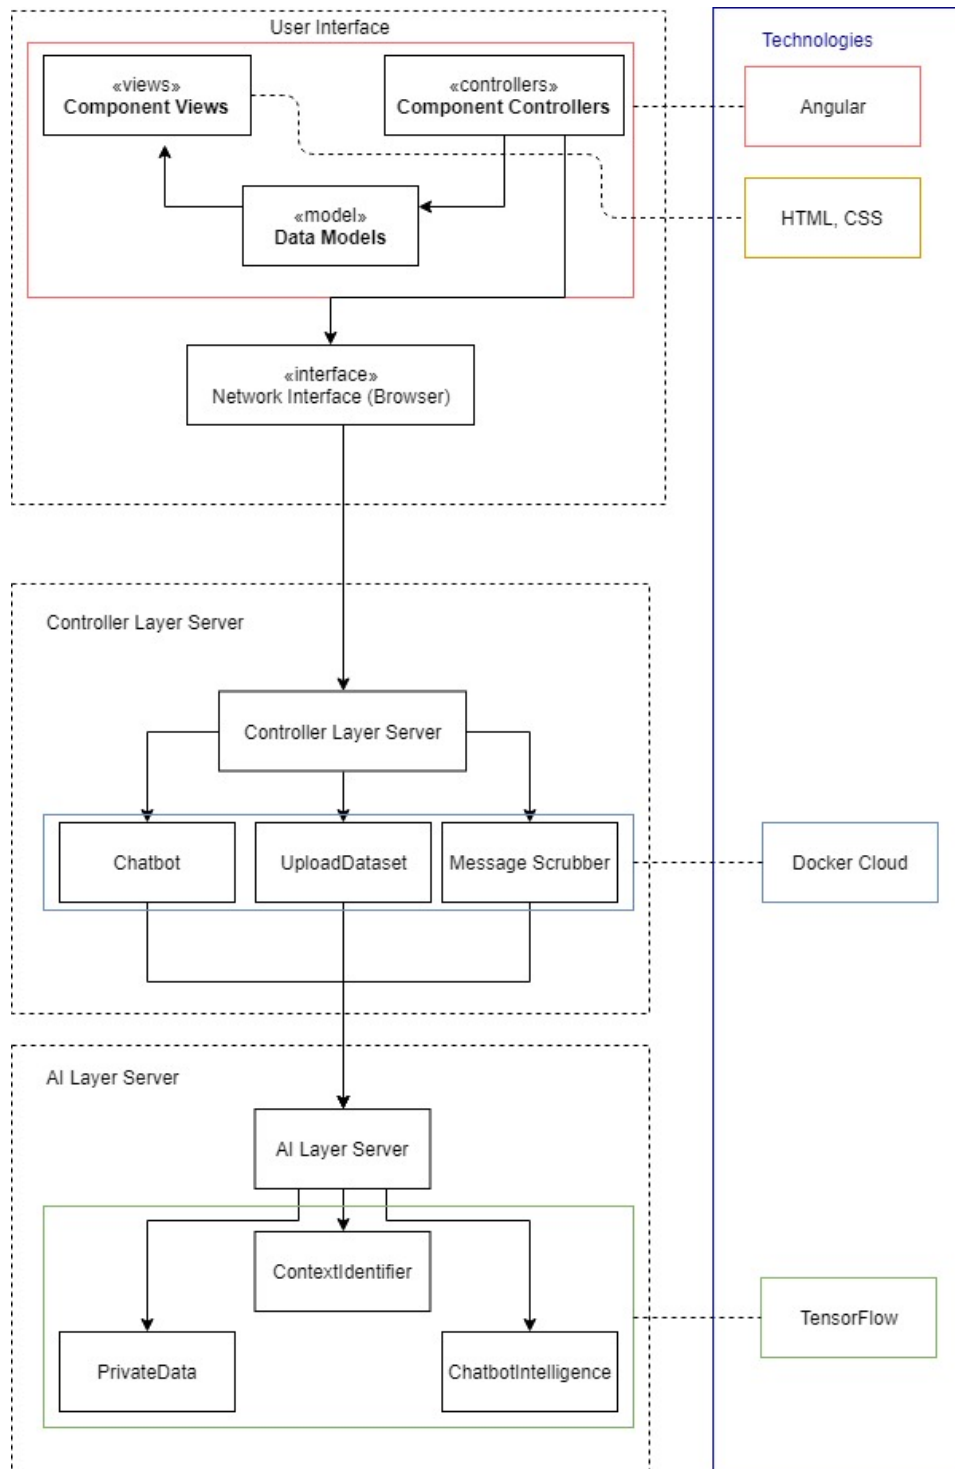 User Interface
Technologies
«views»
Component Views
«controllers»
Component Controllers
Angular
«model»
Data Models
HTML, CSS
«interface»
Network Interface (Browser)
Controller Layer Server
Controller Layer Server
Chatbot
UploadDataset
Message Scrubber
Docker Cloud
AI Layer Server
AI Layer Server
ContextIdentifier
TensorFlow
PrivateData
ChatbotIntelligence